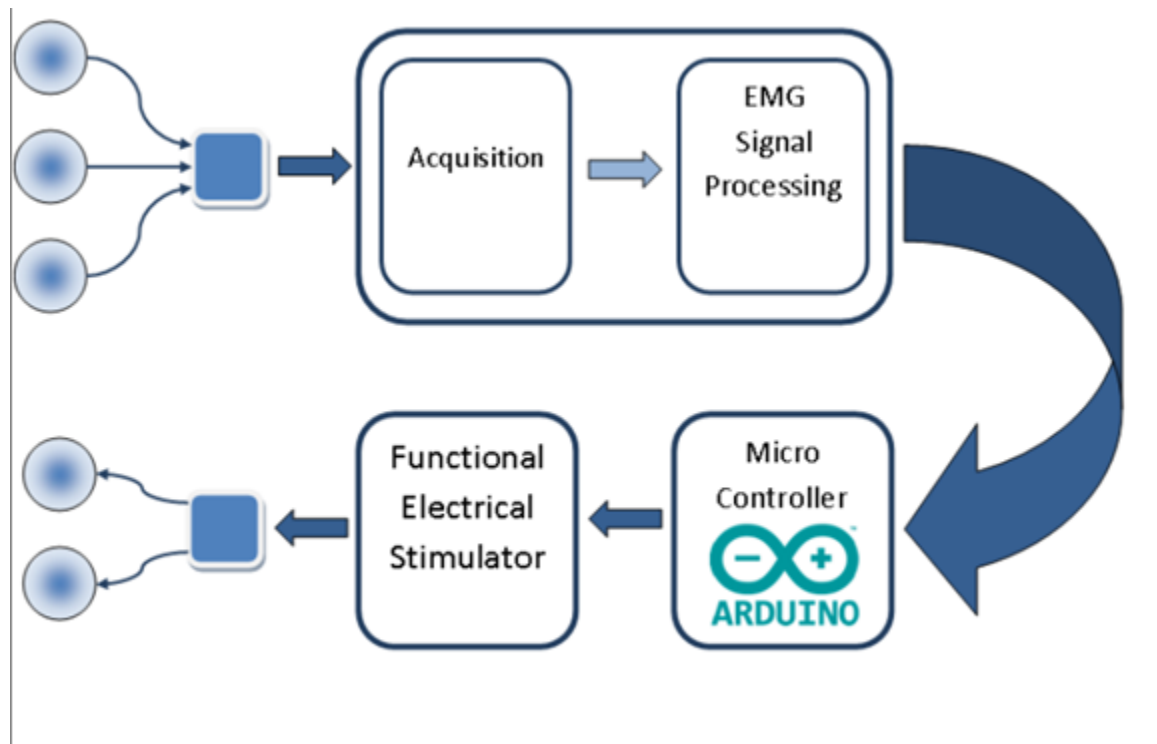 Acquisition
EMG
Signal
Processing
Functional
Electrical
Stimulator
Micro
Controller
ARDUINO